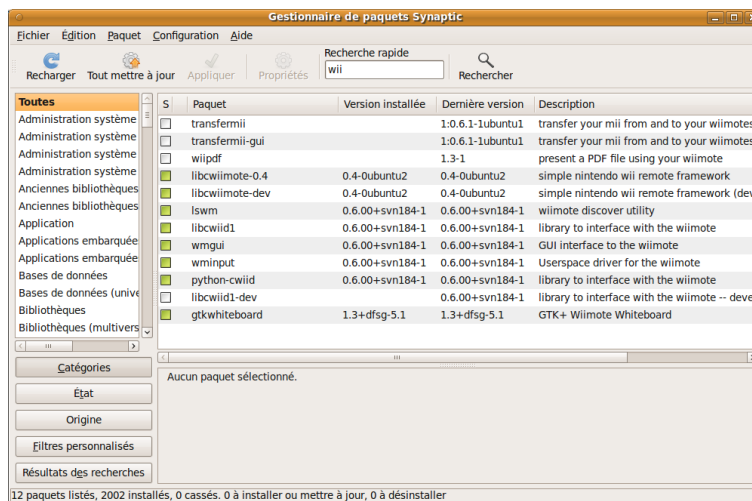 Gestionnaire de paquets Synaptic
Fichier Édition Paquet Configuration Aide
Recharger Tout mettre à jour Appliquer Propriétés
Recherche rapide
wii
Rechercher
Toutes
Administration système
Administration système
Administration système
Administration système
Anciennes bibliothèques
Anciennes bibliothèques
Application
Applications embarquée
Applications embarquée
Bases de données
Bases de données (unive
Bibliothèques
Bibliothèques (multivers
Catégories
État
Origine
Filtres personnalisés
Résultats des recherches
S Paquet Version installée Dernière version Description
transfermii 1:0.6.1-1ubuntu1 transfer your mii from and to your wiimotes
transfermii-gui 1:0.6.1-1ubuntu1 transfer your mii from and to your wiimotes
wiipdf 1.3-1 present a PDF file using your wiimote
libcwiimote-0.4 0.4-0ubuntu2 0.4-0ubuntu2 simple nintendo wii remote framework
libcwiimote-dev 0.4-0ubuntu2 0.4-0ubuntu2 simple nintendo wii remote framework (dev
lswm 0.6.00+svn184-1 0.6.00+svn184-1 wiimote discover utility
libcwiid1 0.6.00+svn184-1 0.6.00+svn184-1 library to interface with the wiimote
wmgui 0.6.00+svn184-1 0.6.00+svn184-1 GUI interface to the wiimote
wminput 0.6.00+svn184-1 0.6.00+svn184-1 Userspace driver for the wiimote
python-cwiid 0.6.00+svn184-1 0.6.00+svn184-1 library to interface with the wiimote
libcwiid1-dev 0.6.00+svn184-1 library to interface with the wiimote -- deve
gtkwhiteboard 1.3+dfsg-5.1 1.3+dfsg-5.1 GTK+ Wiimote Whiteboard
Aucun paquet sélectionné.
12 paquets listés, 2002 installés, 0 cassés. 0 à installer ou mettre à jour, 0 à désinstaller